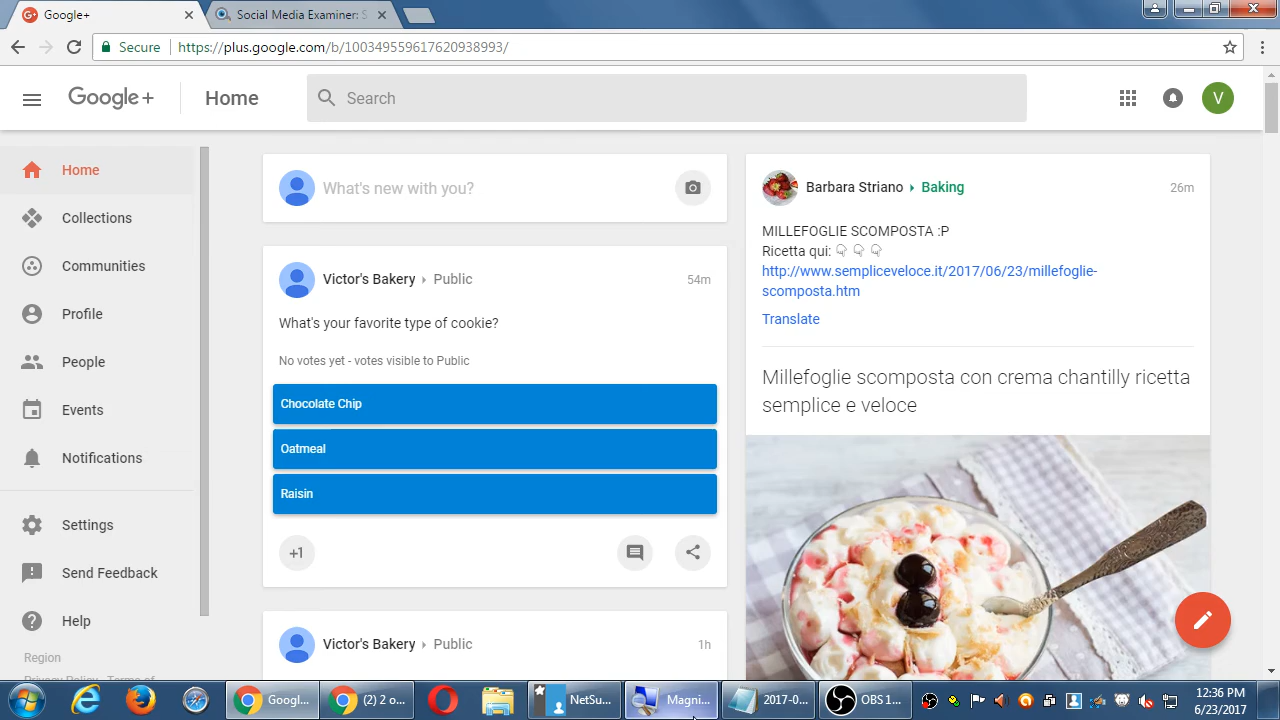 Google+
Social Media Examiner: S
Secure
https://plus.google.com/b/100349559617620938993/
Google+
Home
Search
V
Home
Collections
Communities
Profile
People
Events
Notifications
Settings
Send Feedback
Help
Region
What's new with you?
Victor's Bakery
Public
54m
What's your favorite type of cookie?
No votes yet - votes visible to Public
Chocolate Chip
Oatmeal
Raisin
+1
Victor's Bakery
Public
1h
Barbara Striano
Baking
26m
MILLEFOGLIE SCOMPOSTA :P
Ricetta qui:
http://www.sempliceveloce.it/2017/06/23/millefoglie-
scomposta.htm
Translate
Millefoglie scomposta con crema chantilly ricetta
semplice e veloce
Googl...
(2) 2 o...
NetSu...
Magni...
2017-0...
OBS 1...
12:36 PM
6/23/2017